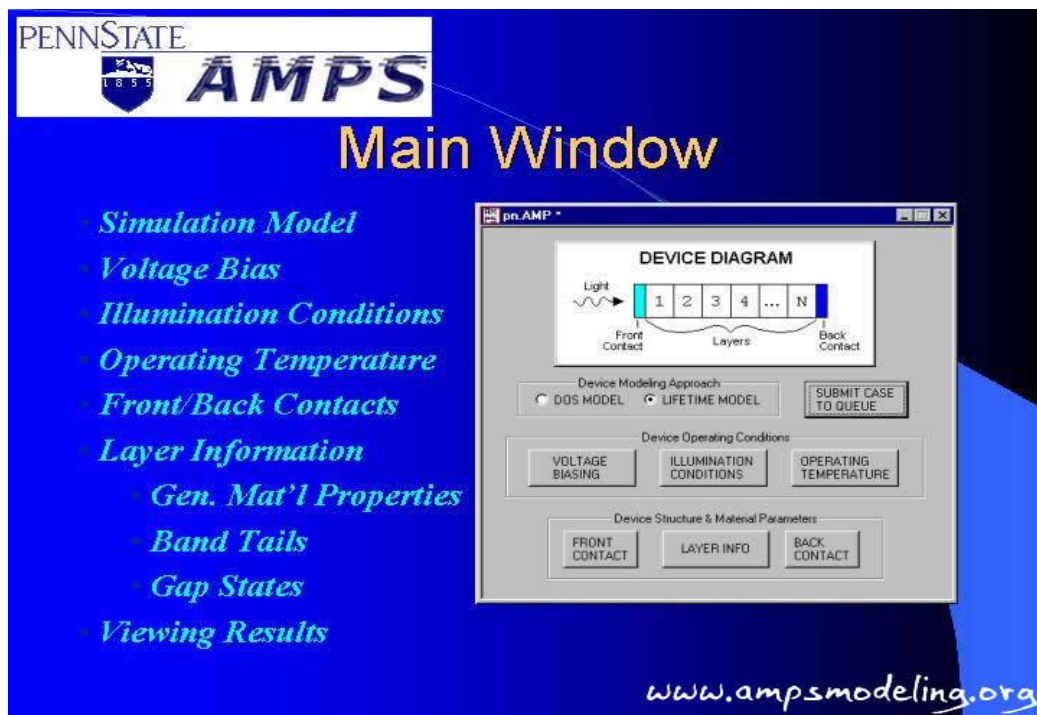 PENNSTATE
1855
AMPS
Main Window
Simulation Model
Voltage Bias
Illumination Conditions
Operating Temperature
Front/Back Contacts
Layer Information
Gen. Mat'l Properties
Band Tails
Gap States
Viewing Results
pn.AMP *
DEVICE DIAGRAM
Light
1 2 3 4 ... N
Front
Contact
Layers
Back
Contact
Device Modeling Approach
DOS MODEL LIFETIME MODEL
SUBMIT CASE
TO QUEUE
Device Operating Conditions
VOLTAGE
BIASING
ILLUMINATION
CONDITIONS
OPERATING
TEMPERATURE
Device Structure & Material Parameters
FRONT
CONTACT
LAYER INFO
BACK
CONTACT
www.ampsmodeling.org